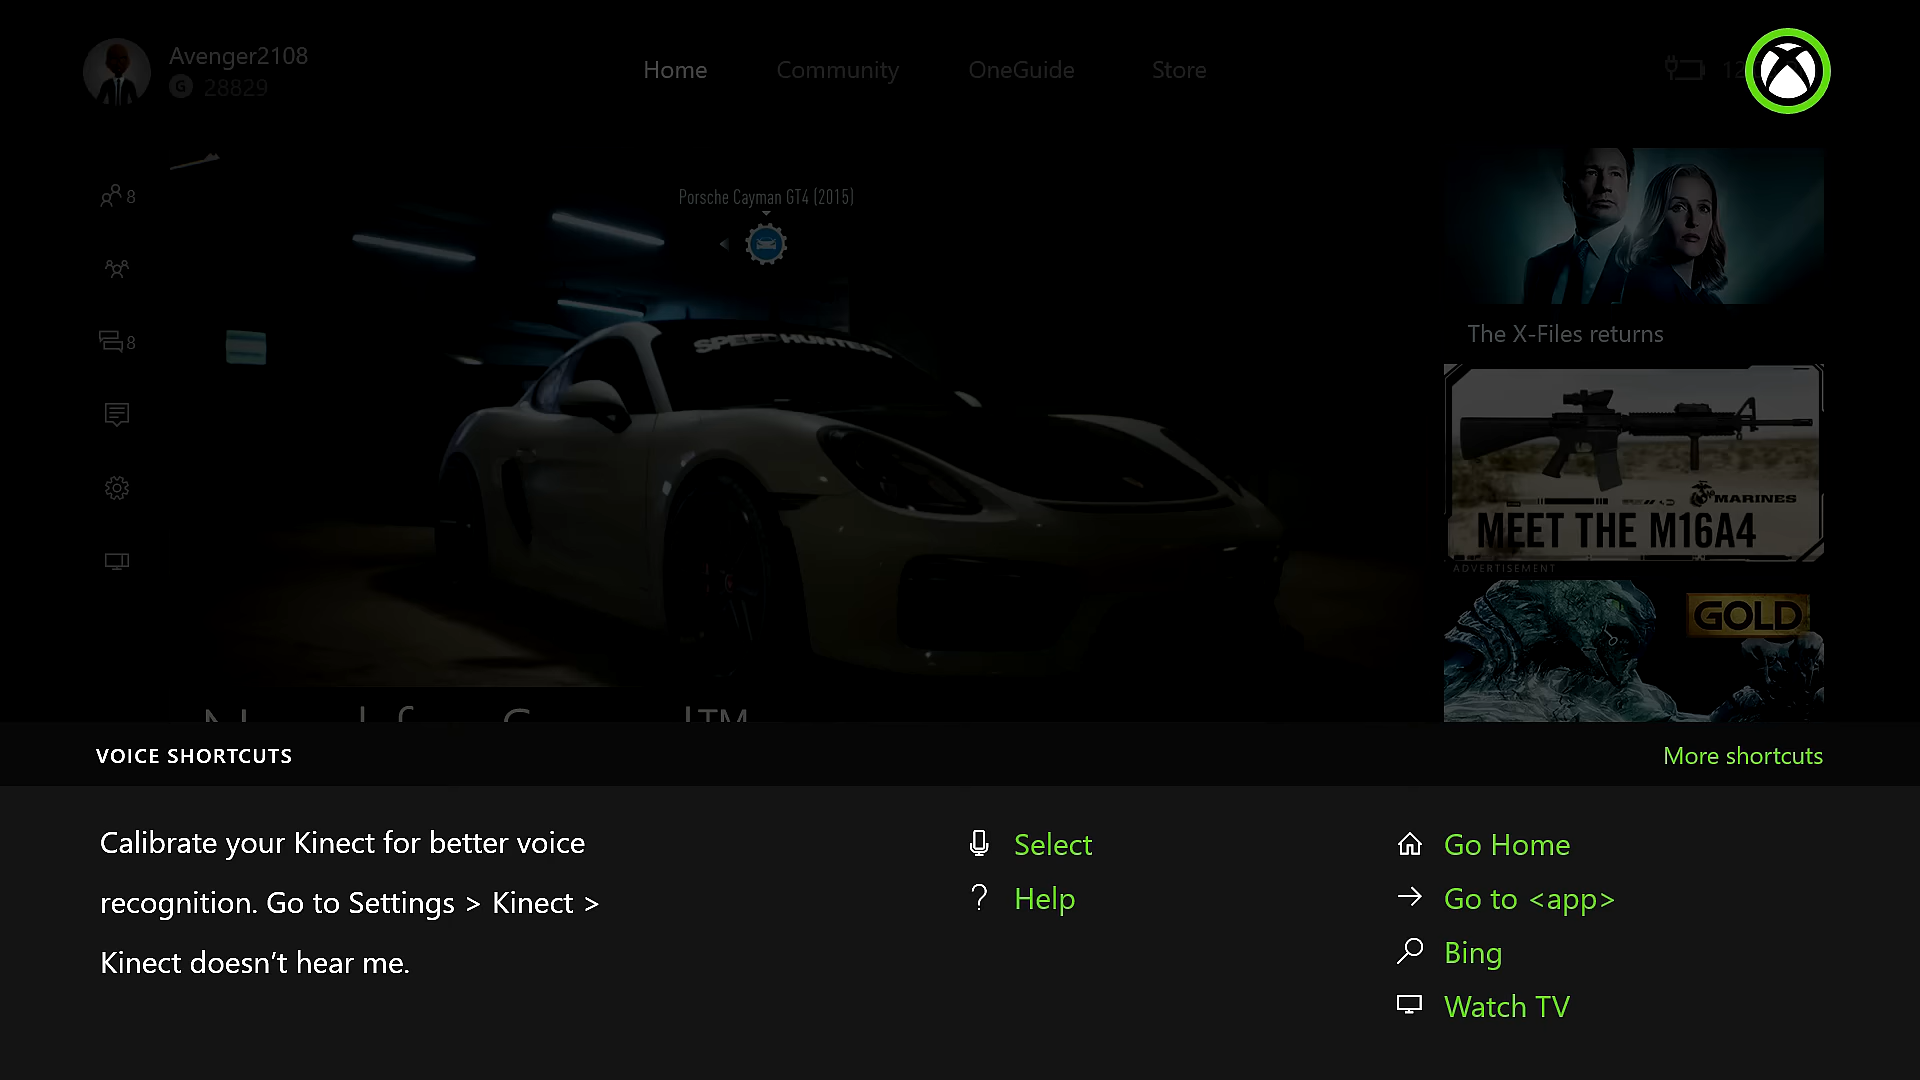 Avenger2108
G 28829
Home
Community
OneGuide
Store
12
8
8
Porsche Cayman GT4 (2015)
SPEEDHUNTERS
The X-Files returns
MARINES
MEET THE M16A4
ADVERTISEMENT
GOLD
VOICE SHORTCUTS
More shortcuts
Calibrate your Kinect for better voice
recognition. Go to Settings > Kinect >
Kinect doesn’t hear me.
Select
Help
Go Home
Go to <app>
Bing
Watch TV